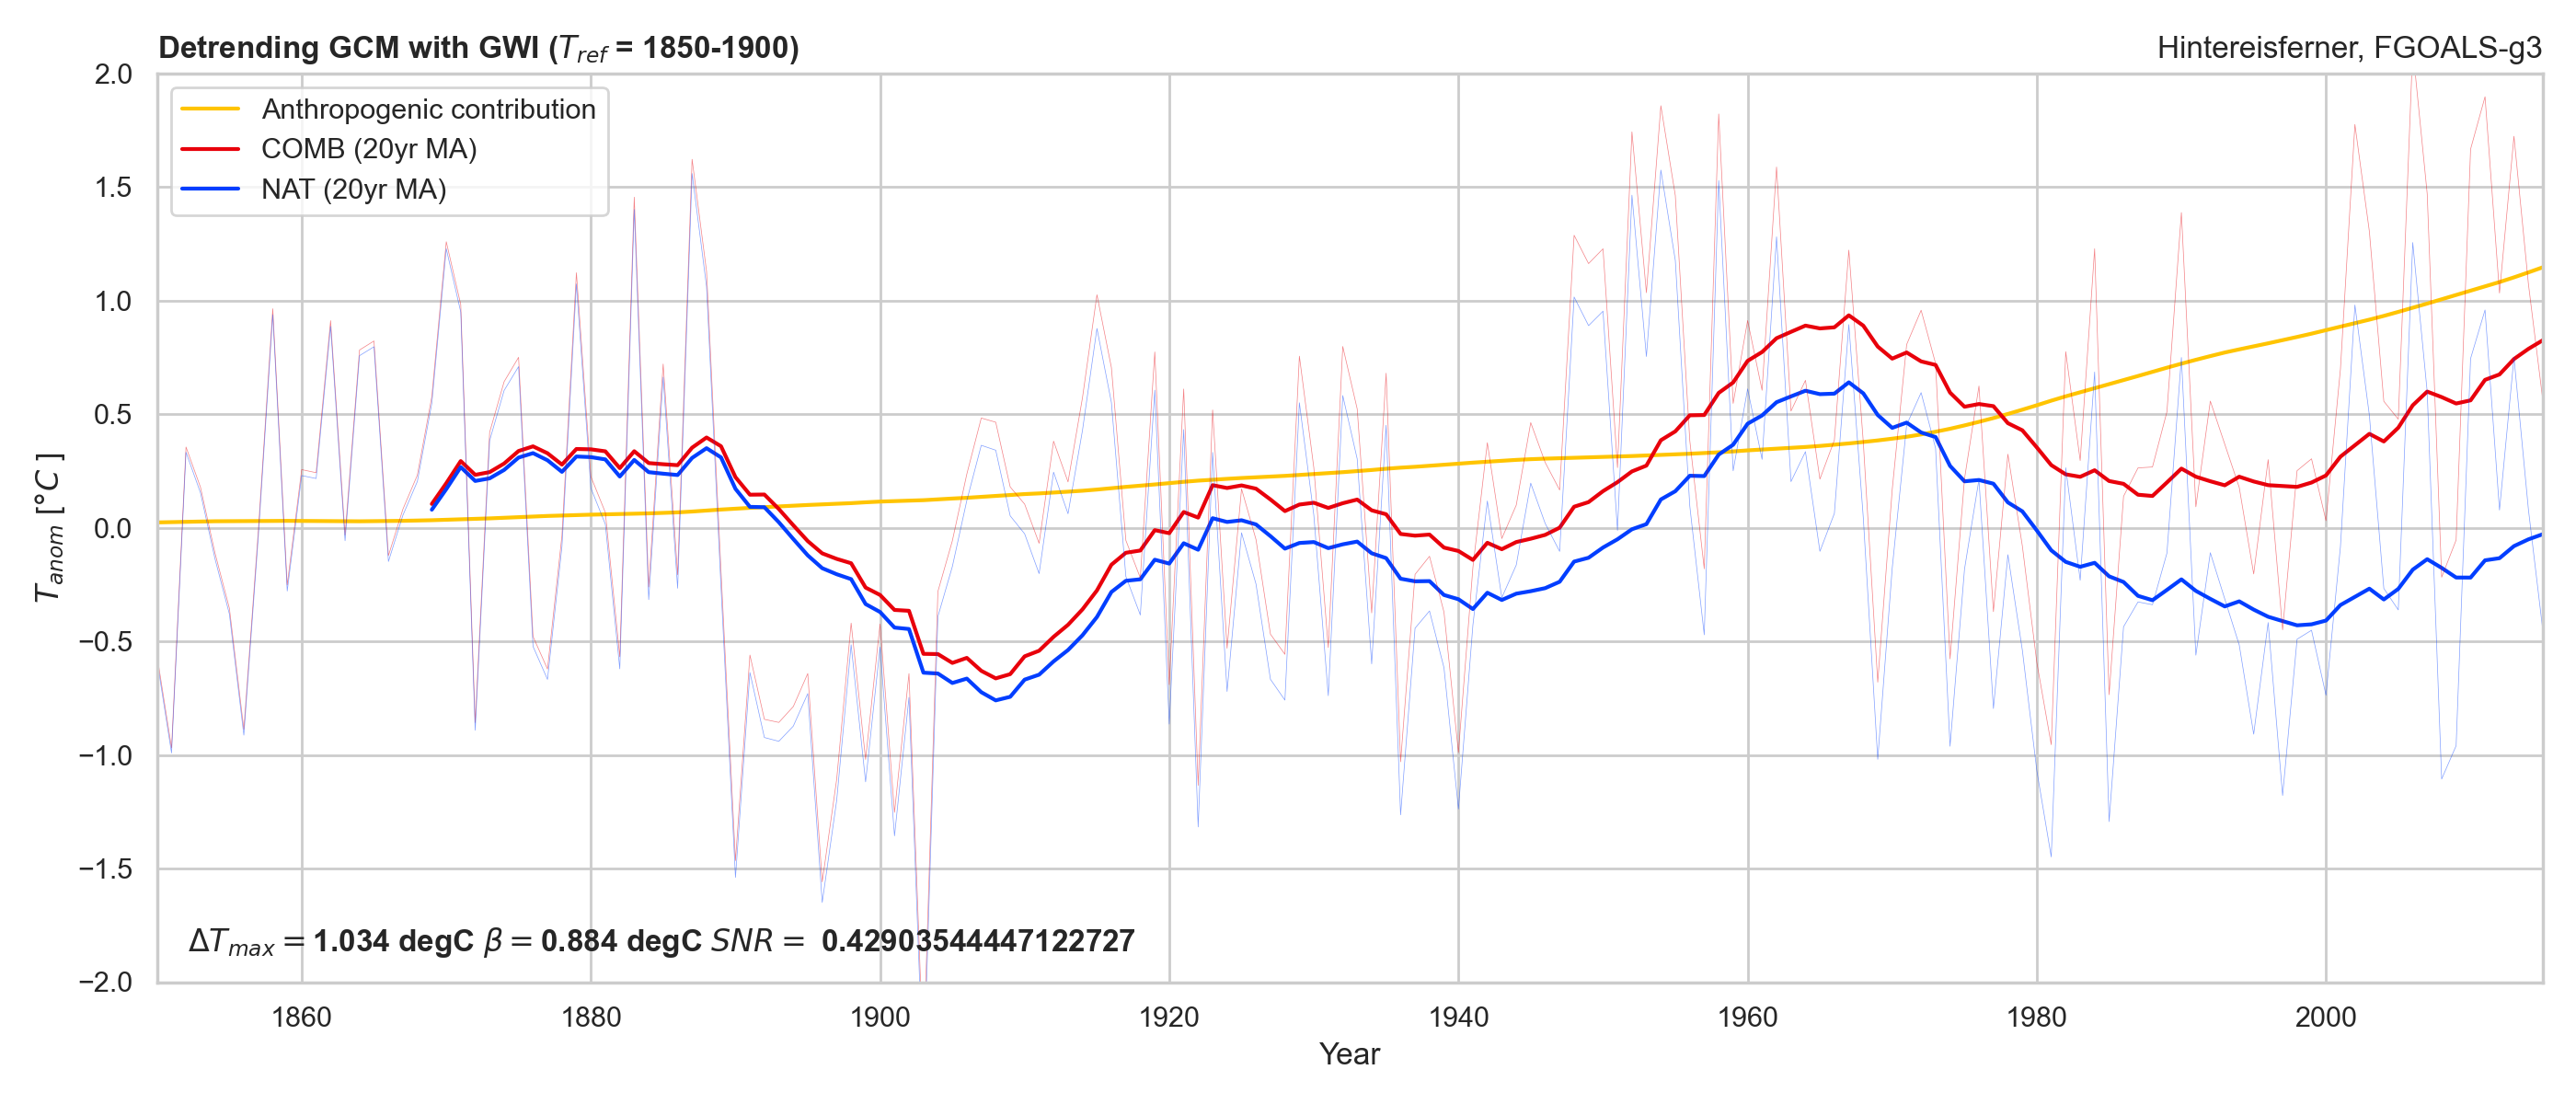 Detrending GCM with GWI (T_ref = 1850-1900)
Hintereisferner, FGOALS-g3
2.0
1.5
1.0
0.5
0.0
−0.5
−1.0
−1.5
−2.0
T_anom [°C ]
Anthropogenic contribution
COMB (20yr MA)
NAT (20yr MA)
ΔT_max = 1.034 degC β = 0.884 degC SNR = 0.42903544447122727
1860 1880 1900 1920 1940 1960 1980 2000
Year